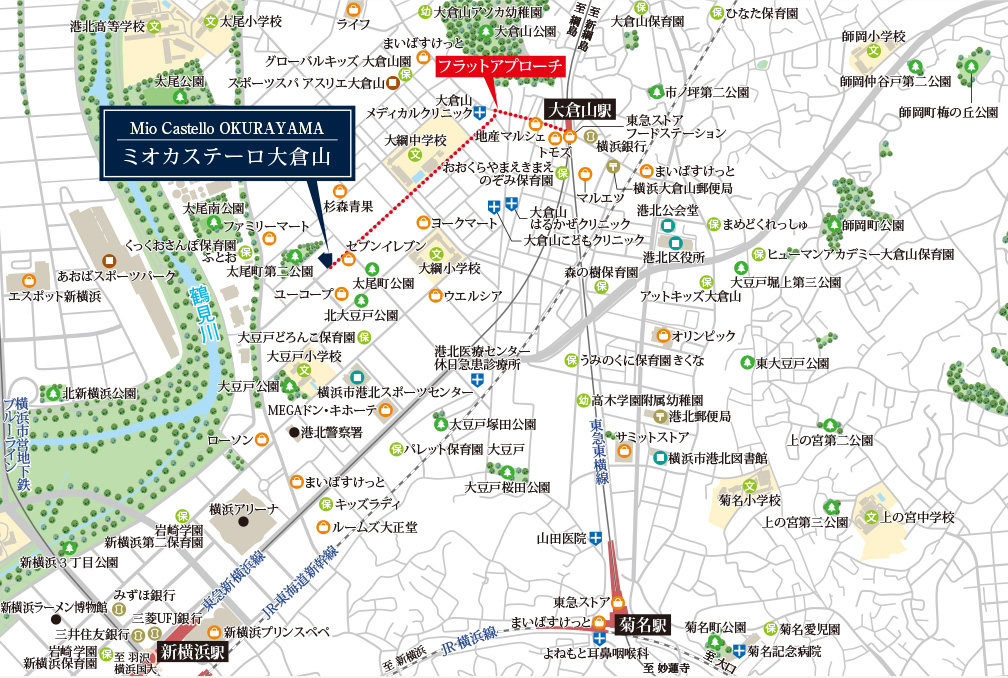 港北高等学校
太尾小学校
ライフ
大倉山アソカ幼稚園
至 綱島
至 新綱島
大倉山保育園
ひなた保育園
大倉山公園
師岡小学校
まいばすけっと
グローバルキッズ 大倉山園
フラットアプローチ
太尾公園
スポーツスパ アスリエ大倉山
師岡仲谷戸第二公園
市ノ坪第二公園
師岡町梅の丘公園
大倉山
メディカルクリニック
大倉山駅
東急ストア
フードステーション
Mio Castello OKURAYAMA
ミオカステーロ大倉山
大綱中学校
地産マルシェ
横浜銀行
トモズ
おおくらやまえきまえ
のぞみ保育園
まいばすけっと
横浜大倉山郵便局
マルエツ
杉森青果
太尾南公園
ファミリーマート
ヨークマート
大倉山
はるかぜクリニック
大倉山こどもクリニック
港北公会堂
まめどくれっしゅ
師岡町公園
くっくおさんぽ保育園
ふとお
セブンイレブン
港北区役所
ヒューマンアカデミー大倉山保育園
あおばスポーツパーク
太尾町第二公園
大綱小学校
森の樹保育園
大豆戸堀上第三公園
太尾町公園
エスポット新横浜
ユーコープ
ウエルシア
アットキッズ大倉山
鶴見川
北大豆戸公園
大豆戸どろんこ保育園
オリンピック
大豆戸小学校
港北医療センター
休日急患診療所
うみのくに保育園きくな
東大豆戸公園
大豆戸公園
横浜市港北スポーツセンター
北新横浜公園
横浜市営地下鉄
ブルーライン
MEGAドン・キホーテ
高木学園附属幼稚園
港北郵便局
港北警察署
大豆戸塚田公園
ローソン
東急東横線
サミットストア
上の宮第二公園
パレット保育園 大豆戸
横浜市港北図書館
まいばすけっと
大豆戸桜田公園
菊名小学校
キッズラディ
横浜アリーナ
ルームズ大正堂
上の宮第三公園
上の宮中学校
岩崎学園
新横浜第二保育園
山田医院
新横浜3丁目公園
東急新横浜線
JR・東海道新幹線
みずほ銀行
新横浜ラーメン博物館
東急ストア
三菱UFJ銀行
まいばすけっと
菊名駅
三井住友銀行
新横浜プリンスペペ
菊名町公園
菊名愛児園
JR・横浜線
岩崎学園
新横浜保育園
至 羽沢
横浜国大
新横浜駅
至 新横浜
よねもと耳鼻咽喉科
至 妙蓮寺
至 大口
菊名記念病院
幼
保
保
保
文
文
文
文
文
文
文
文